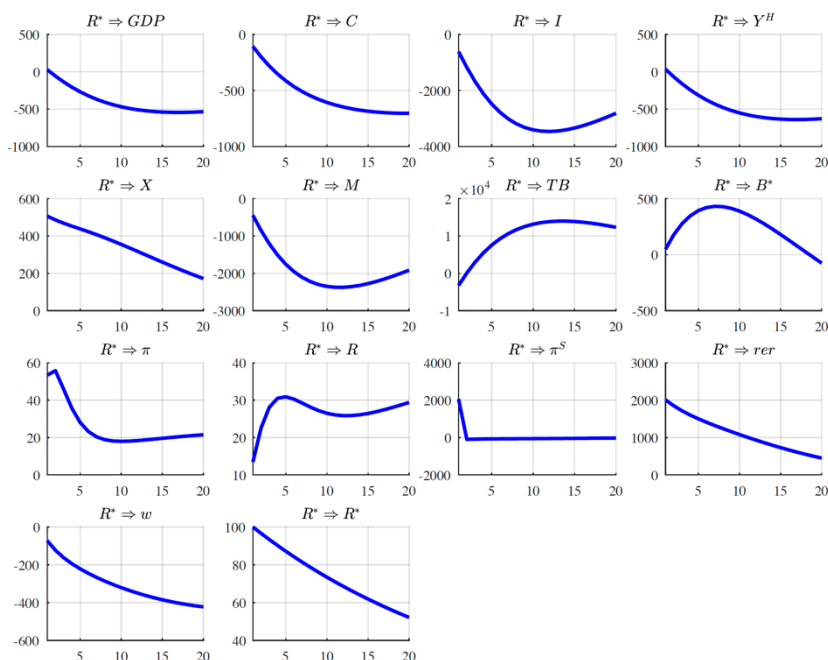 R* ⇒ GDP
500
0
-500
-1000
5 10 15 20
R* ⇒ C
0
-500
-1000
5 10 15 20
R* ⇒ I
0
-2000
-4000
5 10 15 20
R* ⇒ Y^H
500
0
-500
-1000
5 10 15 20
R* ⇒ X
600
400
200
0
5 10 15 20
R* ⇒ M
0
-1000
-2000
-3000
5 10 15 20
R* ⇒ TB
×10^4
2
1
0
-1
5 10 15 20
R* ⇒ B*
500
0
-500
5 10 15 20
R* ⇒ π
60
40
20
0
5 10 15 20
R* ⇒ R
40
30
20
10
5 10 15 20
R* ⇒ π^S
4000
2000
0
-2000
5 10 15 20
R* ⇒ rer
3000
2000
1000
0
5 10 15 20
R* ⇒ w
0
-200
-400
-600
5 10 15 20
R* ⇒ R*
100
80
60
40
5 10 15 20